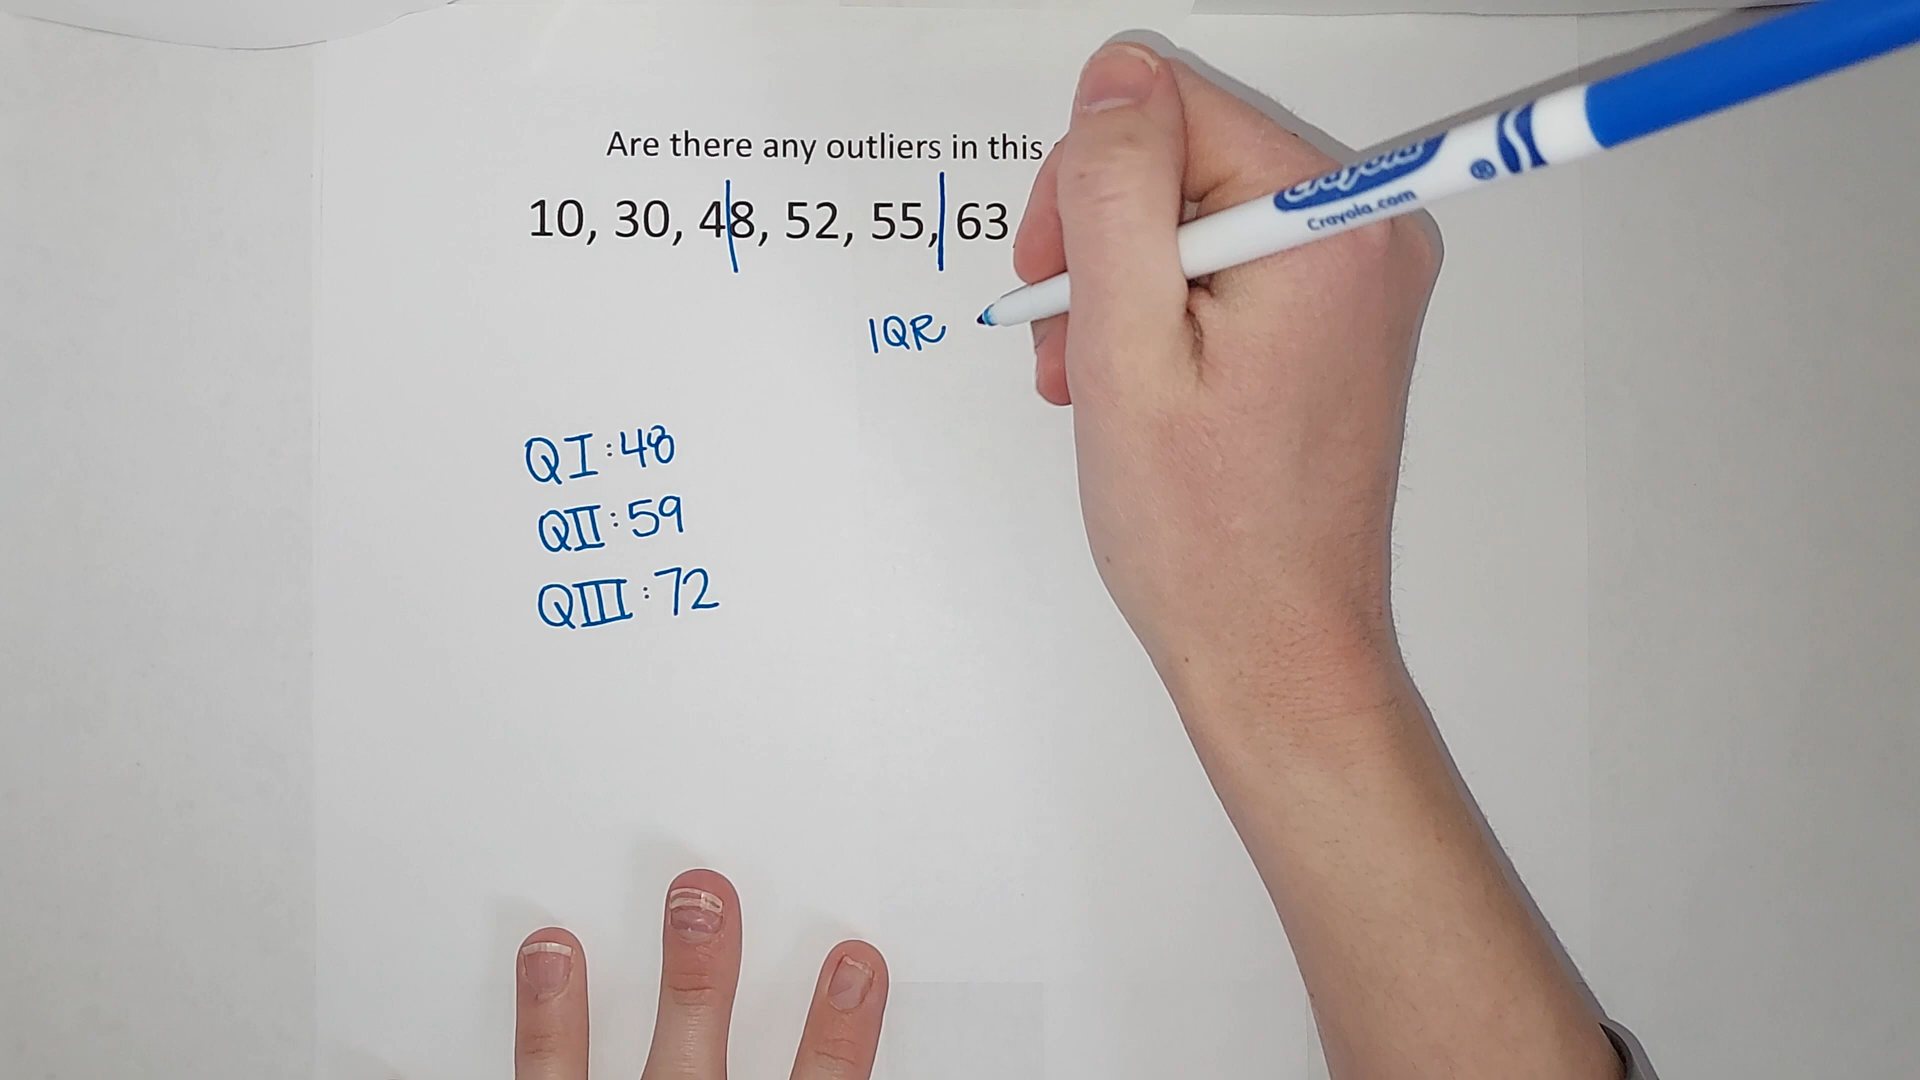 Are there any outliers in this
10, 30, 48, 52, 55, 63
IQR
QI:48
QII:59
QIII:72
Crayola
®
Crayola.com